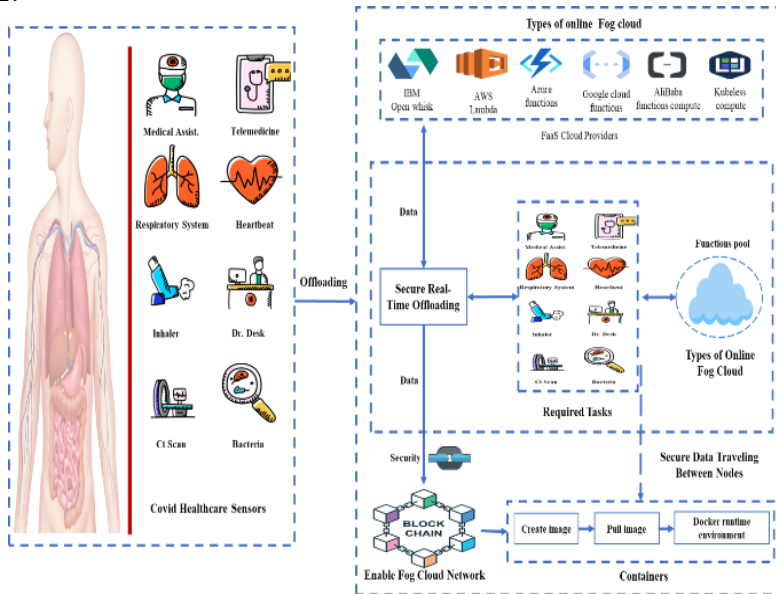 Medical Assist.
Telemedicine
Respiratory System
Heartbeat
Inhaler
Dr. Desk
Ct Scan
Bacteria
Covid Healthcare Sensors
Offloading
Types of online Fog cloud
IBM
Open whisk
AWS
Lambda
Azure
functions
Google cloud
functions
AliBaba
functions compute
Kubeless
compute
FaaS Cloud Providers
Data
Secure Real-
Time Offloading
Medical Assist.
Telemedicine
Respiratory System
Heartbeat
Inhaler
Dr. Desk
Ct Scan
Bacteria
Required Tasks
Functions pool
Types of Online
Fog Cloud
Data
Security
Secure Data Traveling
Between Nodes
BLOCK
CHAIN
Enable Fog Cloud Network
Create image
Pull image
Docker runtime
environment
Containers